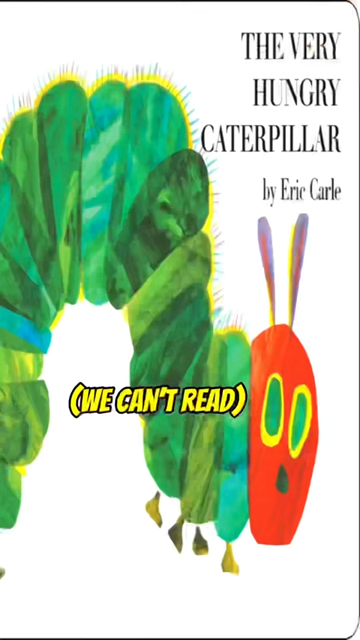 THE VERY
HUNGRY
CATERPILLAR
by Eric Carle
(WE CAN'T READ)